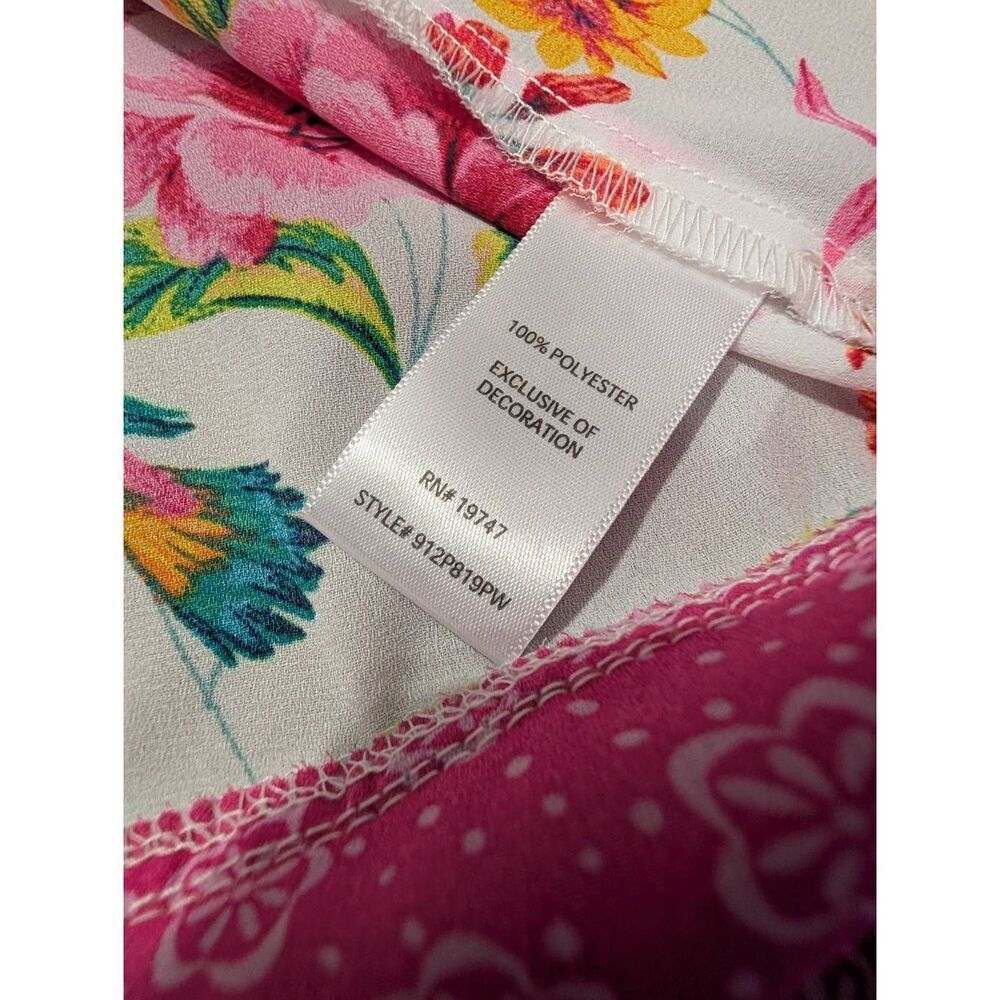 100% POLYESTER
EXCLUSIVE OF
DECORATION
RN# 19747
STYLE# 912P819PW